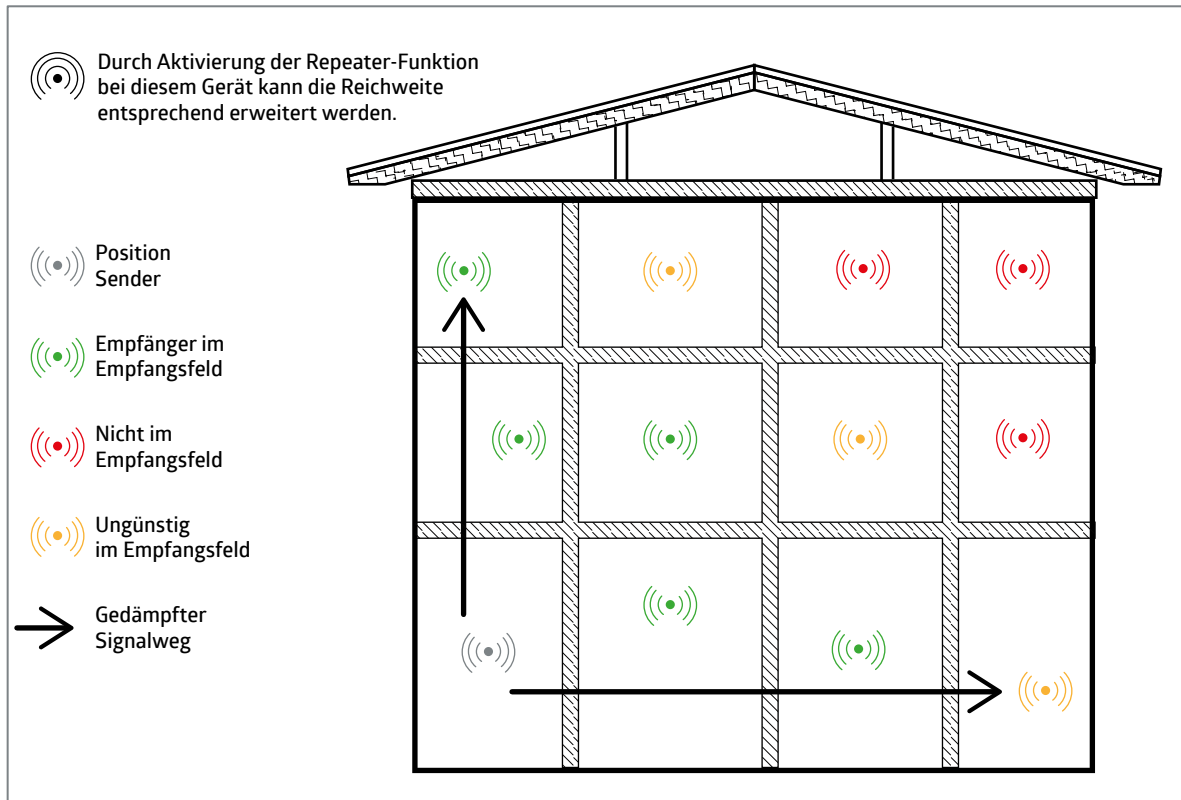 Durch Aktivierung der Repeater-Funktion
bei diesem Gerät kann die Reichweite
entsprechend erweitert werden.
Position
Sender
Empfänger im
Empfangsfeld
Nicht im
Empfangsfeld
Ungünstig
im Empfangsfeld
Gedämpfter
Signalweg